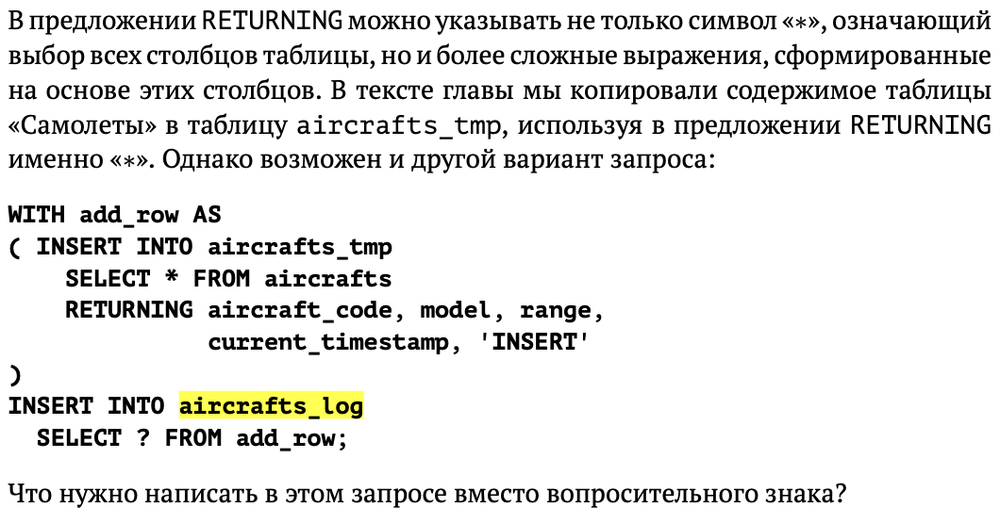 В предложении RETURNING можно указывать не только символ «*», означающий
выбор всех столбцов таблицы, но и более сложные выражения, сформированные
на основе этих столбцов. В тексте главы мы копировали содержимое таблицы
«Самолеты» в таблицу aircrafts_tmp, используя в предложении RETURNING
именно «*». Однако возможен и другой вариант запроса:
WITH add_row AS
( INSERT INTO aircrafts_tmp
    SELECT * FROM aircrafts
    RETURNING aircraft_code, model, range,
              current_timestamp, 'INSERT'
)
INSERT INTO aircrafts_log
  SELECT ? FROM add_row;
Что нужно написать в этом запросе вместо вопросительного знака?